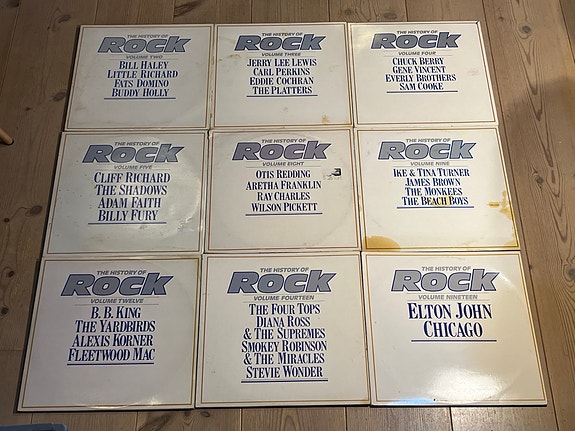 THE HISTORY OF
ROCK
VOLUME TWO
BILL HALEY
LITTLE RICHARD
FATS DOMINO
BUDDY HOLLY
THE HISTORY OF
ROCK
VOLUME THREE
JERRY LEE LEWIS
CARL PERKINS
EDDIE COCHRAN
THE PLATTERS
THE HISTORY OF
ROCK
VOLUME FOUR
CHUCK BERRY
GENE VINCENT
EVERLY BROTHERS
SAM COOKE
THE HISTORY OF
ROCK
VOLUME FIVE
CLIFF RICHARD
THE SHADOWS
ADAM FAITH
BILLY FURY
THE HISTORY OF
ROCK
VOLUME EIGHT
OTIS REDDING
ARETHA FRANKLIN
RAY CHARLES
WILSON PICKETT
THE HISTORY OF
ROCK
VOLUME NINE
IKE & TINA TURNER
JAMES BROWN
THE MONKEES
THE BEACH BOYS
THE HISTORY OF
ROCK
VOLUME TWELVE
B. B. KING
THE YARDBIRDS
ALEXIS KORNER
FLEETWOOD MAC
THE HISTORY OF
ROCK
VOLUME FOURTEEN
THE FOUR TOPS
DIANA ROSS
& THE SUPREMES
SMOKEY ROBINSON
& THE MIRACLES
STEVIE WONDER
THE HISTORY OF
ROCK
VOLUME NINETEEN
ELTON JOHN
CHICAGO